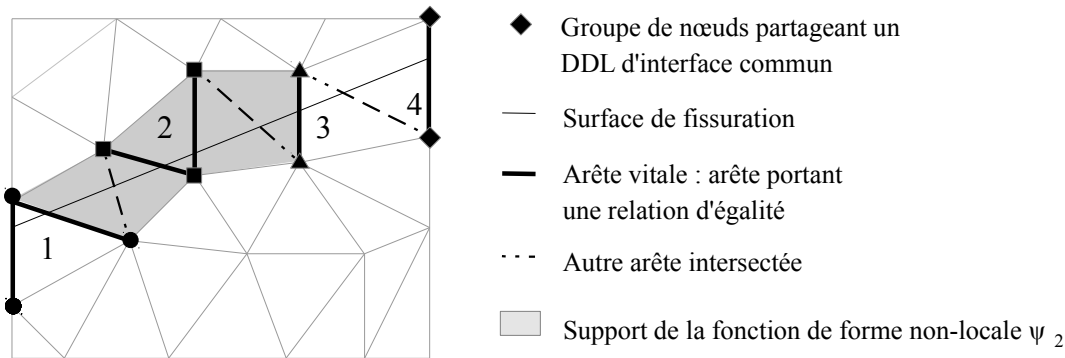 1
2
3
4
Groupe de nœuds partageant un
DDL d'interface commun
Surface de fissuration
Arête vitale : arête portant
une relation d'égalité
Autre arête intersectée
Support de la fonction de forme non-locale ψ 2